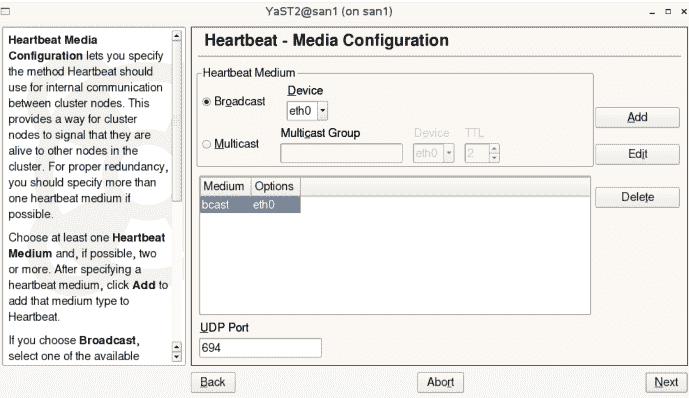 YaST2@san1 (on san1)
Heartbeat Media
Configuration lets you specify
the method Heartbeat should
use for internal communication
between cluster nodes. This
provides a way for cluster
nodes to signal that they are
alive to other nodes in the
cluster. For proper redundancy,
you should specify more than
one heartbeat medium if
possible.
Choose at least one Heartbeat
Medium and, if possible, two
or more. After specifying a
heartbeat medium, click Add to
add that medium type to
Heartbeat.
If you choose Broadcast,
select one of the available
Heartbeat - Media Configuration
Heartbeat Medium
Device
Broadcast
eth0
Multicast Group Device TTL
Multicast
eth0 2
Add
Edit
Delete
Medium Options
bcast eth0
UDP Port
694
Back Abort Next